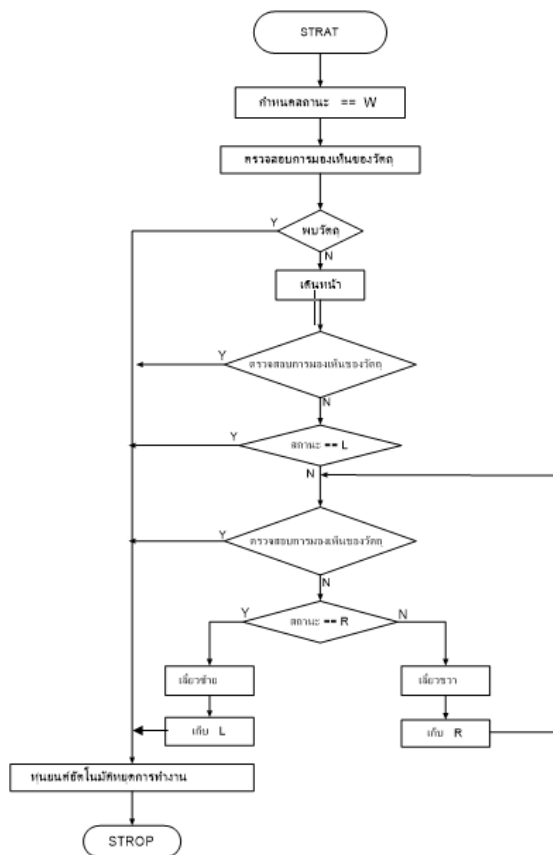 STRAT
กำหนดสถานะ == W
ตรวจสอบการมองเห็นของวัตถุ
Y
พบวัตถุ
N
เดินหน้า
Y
ตรวจสอบการมองเห็นของวัตถุ
N
Y
สถานะ == L
N
Y
ตรวจสอบการมองเห็นของวัตถุ
N
Y
สถานะ == R
N
เลี้ยวซ้าย
เลี้ยวขวา
เก็บ L
เก็บ R
หุ่นยนต์อัตโนมัติหยุดการทำงาน
STROP